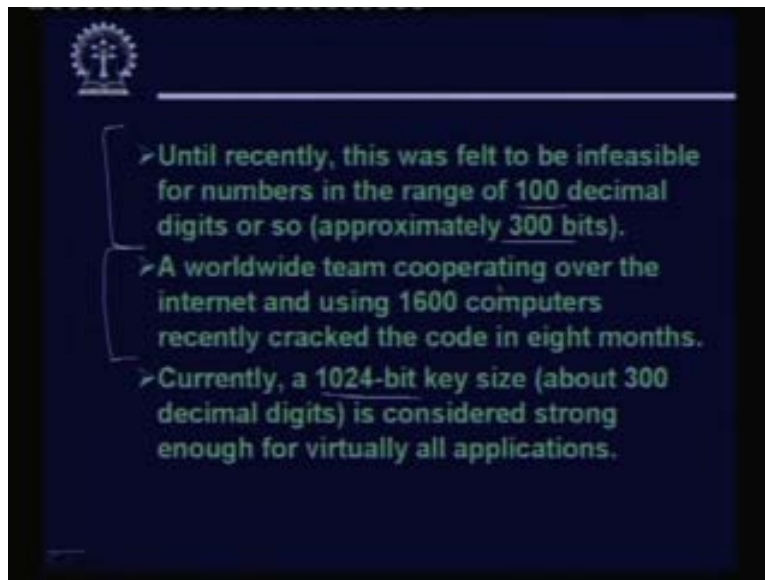 ➢Until recently, this was felt to be infeasible
for numbers in the range of 100 decimal
digits or so (approximately 300 bits).
➢A worldwide team cooperating over the
internet and using 1600 computers
recently cracked the code in eight months.
➢Currently, a 1024-bit key size (about 300
decimal digits) is considered strong
enough for virtually all applications.